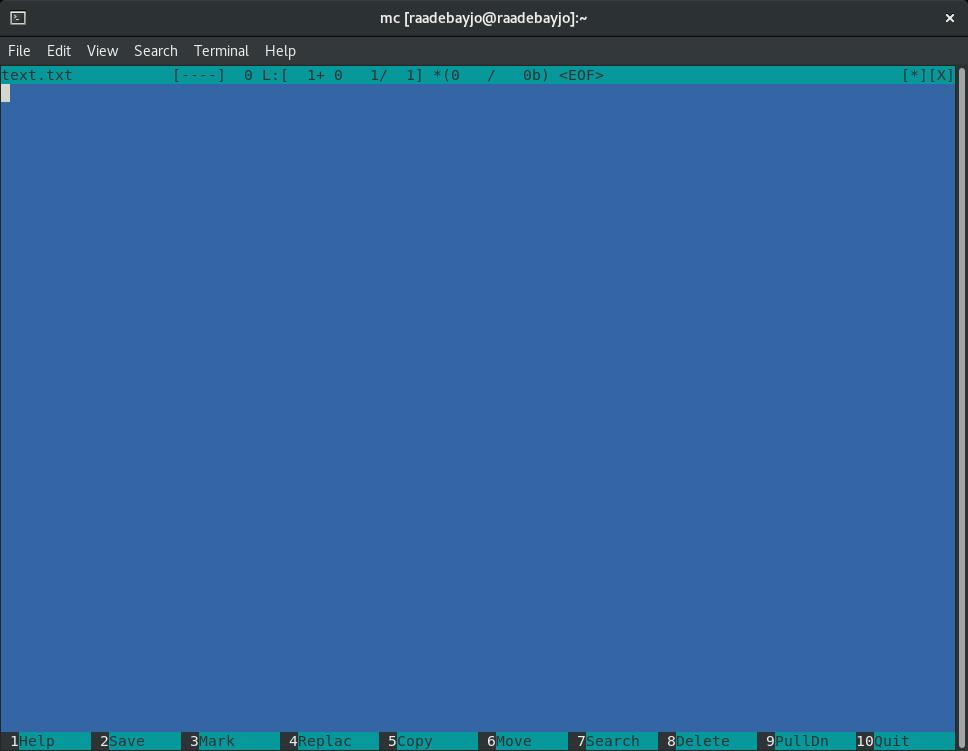 mc [raadebayjo@raadebayjo]:~
File Edit View Search Terminal Help
text.txt [----] 0 L:[ 1+ 0 1/ 1] *(0 / 0b) <EOF> [*][X]
1Help 2Save 3Mark 4Replac 5Copy 6Move 7Search 8Delete 9PullDn 10Quit